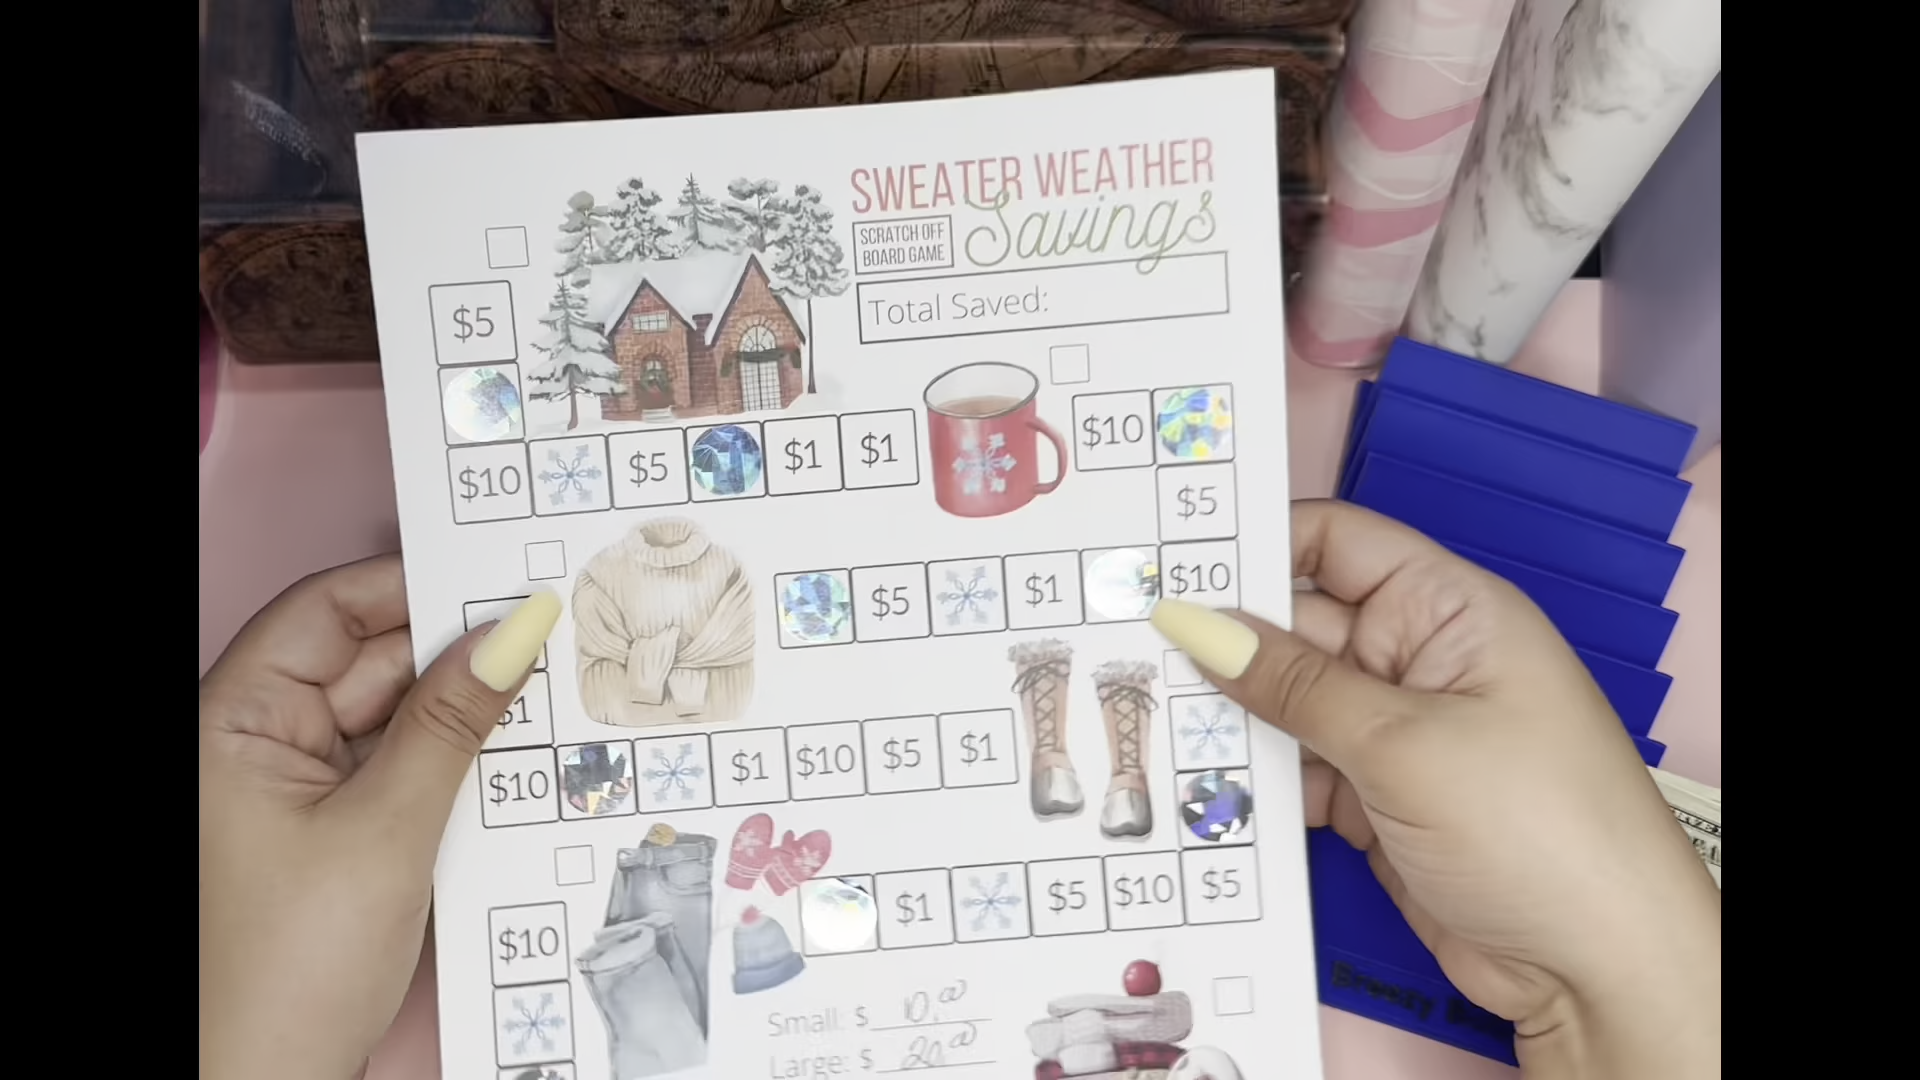 SWEATER WEATHER
Savings
SCRATCH OFF
BOARD GAME
Total Saved:
$5
$10 $5 $1 $1
$10
$5
$10
$5 $1
$1
$10 $1 $10 $5 $1
$1 $5 $10 $5
$10
Small: $ 10.00
Large: $ 20.00
Breezy